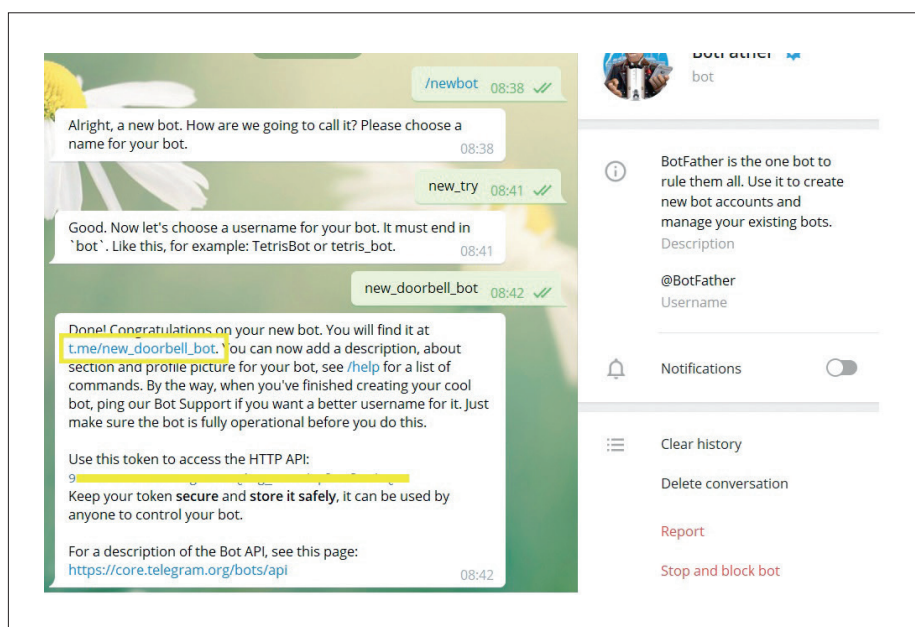 /newbot 08:38
Alright, a new bot. How are we going to call it? Please choose a
name for your bot. 08:38
new_try 08:41
Good. Now let's choose a username for your bot. It must end in
`bot`. Like this, for example: TetrisBot or tetris_bot. 08:41
new_doorbell_bot 08:42
Done! Congratulations on your new bot. You will find it at
t.me/new_doorbell_bot. You can now add a description, about
section and profile picture for your bot, see /help for a list of
commands. By the way, when you've finished creating your cool
bot, ping our Bot Support if you want a better username for it. Just
make sure the bot is fully operational before you do this.
Use this token to access the HTTP API:
9
Keep your token secure and store it safely, it can be used by
anyone to control your bot.
For a description of the Bot API, see this page:
https://core.telegram.org/bots/api 08:42
BotFather
bot
BotFather is the one bot to
rule them all. Use it to create
new bot accounts and
manage your existing bots.
Description
@BotFather
Username
Notifications
Clear history
Delete conversation
Report
Stop and block bot